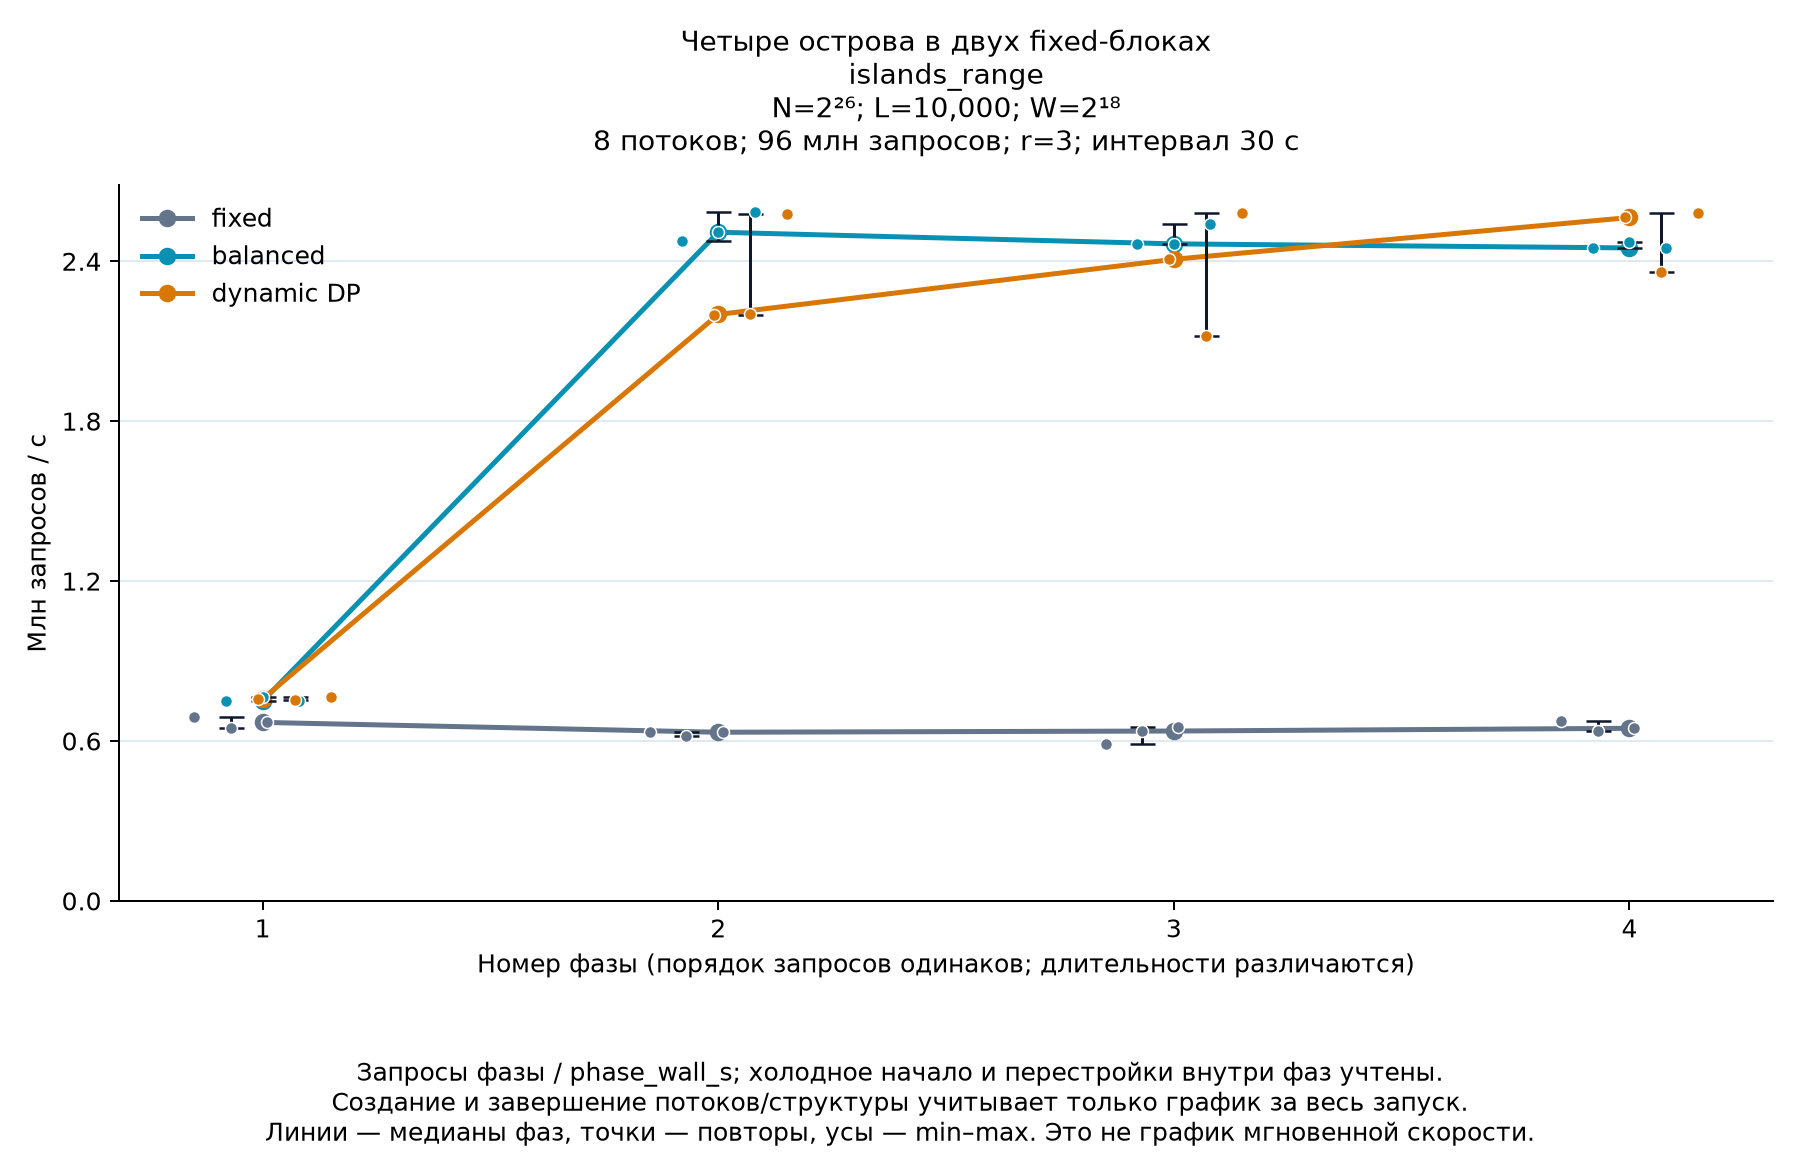 Четыре острова в двух fixed-блоках
islands_range
N=2²⁶; L=10,000; W=2¹⁸
8 потоков; 96 млн запросов; r=3; интервал 30 с
fixed
balanced
dynamic DP
Млн запросов / с
2.4
1.8
1.2
0.6
0.0
1 2 3 4
Номер фазы (порядок запросов одинаков; длительности различаются)
Запросы фазы / phase_wall_s; холодное начало и перестройки внутри фаз учтены.
Создание и завершение потоков/структуры учитывает только график за весь запуск.
Линии — медианы фаз, точки — повторы, усы — min–max. Это не график мгновенной скорости.